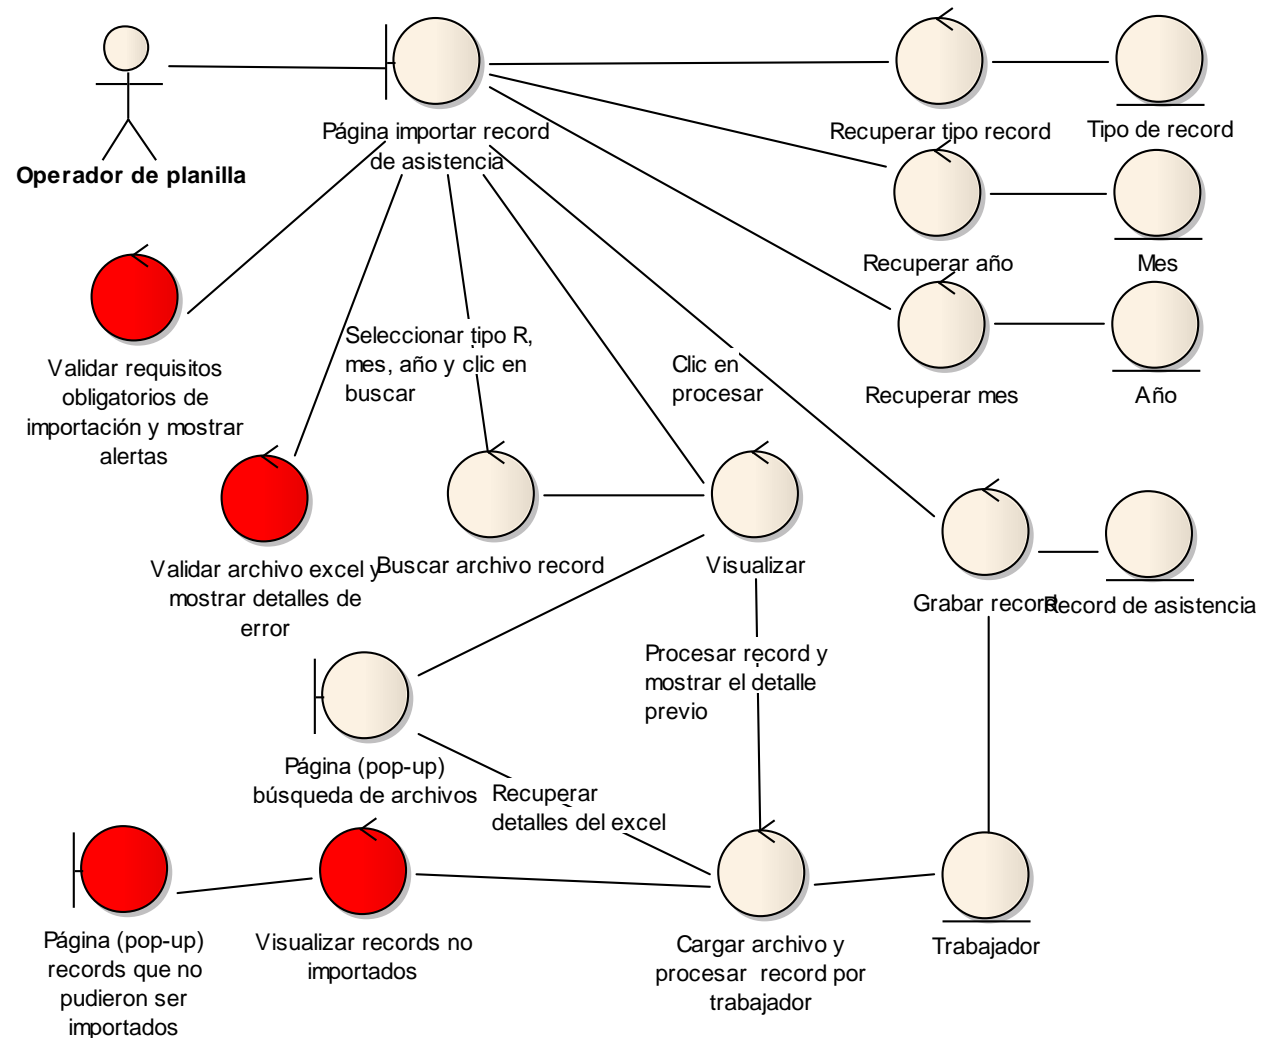 Operador de planilla
Página importar record
de asistencia
Recuperar tipo record
Tipo de record
Recuperar año
Mes
Recuperar mes
Año
Validar requisitos
obligatorios de
importación y mostrar
alertas
Seleccionar tipo R,
mes, año y clic en
buscar
Clic en
procesar
Validar archivo excel y
mostrar detalles de
error
Buscar archivo record
Visualizar
Grabar record
Record de asistencia
Procesar record y
mostrar el detalle
previo
Página (pop-up)
búsqueda de archivos
Recuperar
detalles del excel
Página (pop-up)
records que no
pudieron ser
importados
Visualizar records no
importados
Cargar archivo y
procesar record por
trabajador
Trabajador